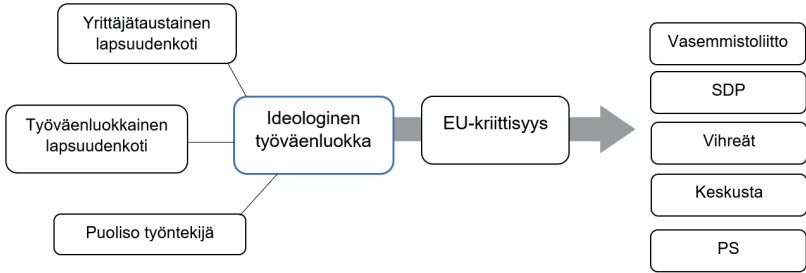 Yrittäjätaustainen
lapsuudenkoti
Työväenluokkainen
lapsuudenkoti
Puoliso työntekijä
Ideologinen
työväenluokka
EU-kriittisyys
Vasemmistoliitto
SDP
Vihreät
Keskusta
PS